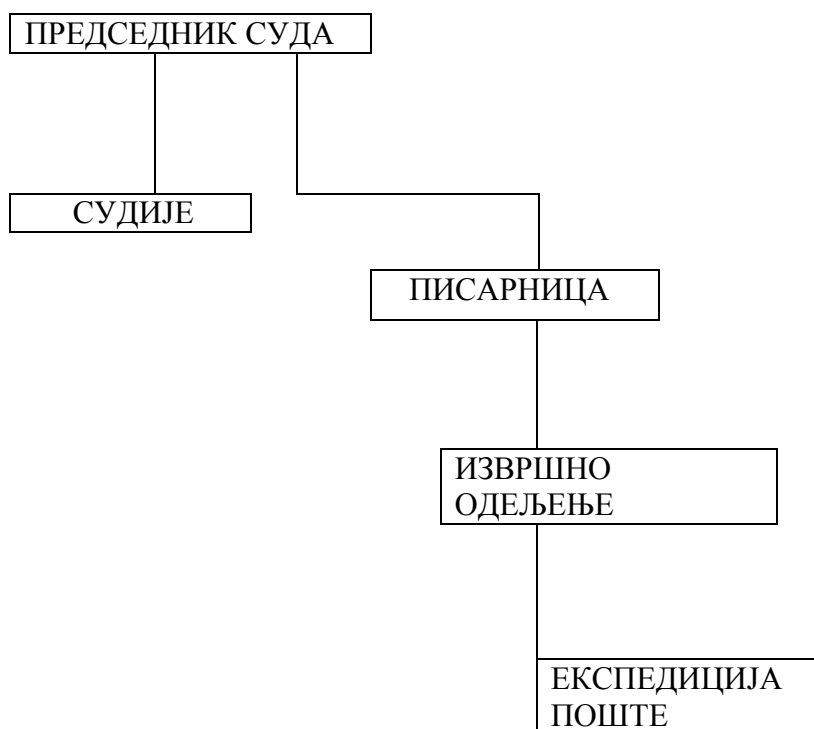 ПРЕДСЕДНИК СУДА
СУДИЈЕ
ПИСАРНИЦА
ИЗВРШНО
ОДЕЉЕЊЕ
ЕКСПЕДИЦИЈА
ПОШТЕ